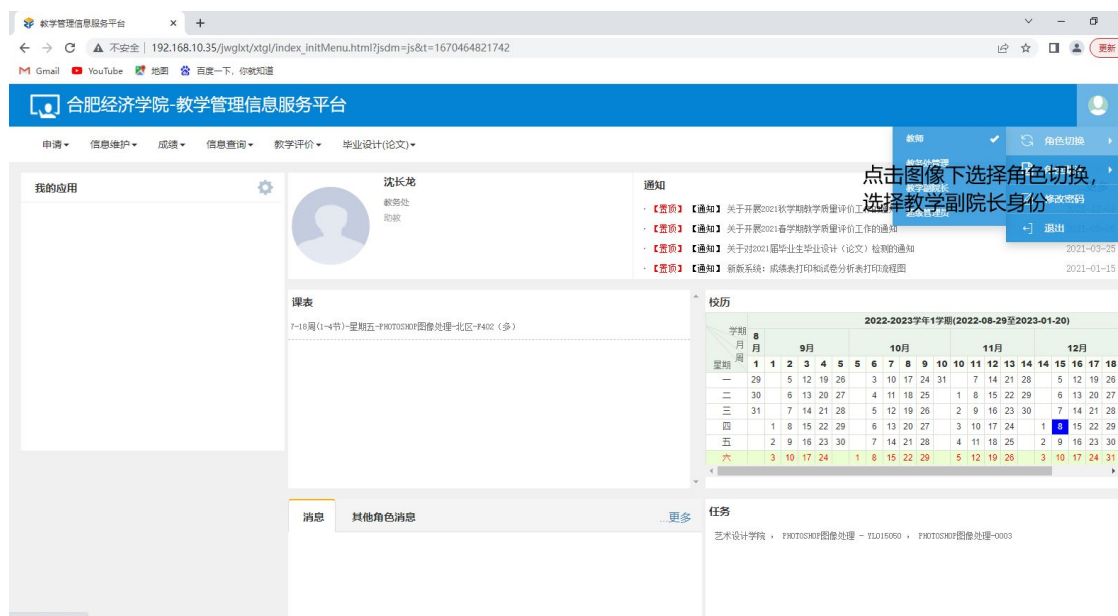 教学管理信息服务平台 × +
不安全 | 192.168.10.35/jwglxt/xtgl/index_initMenu.html?jsdm=js&t=1670464821742 更新
Gmail YouTube 地图 百度一下，你就知道
合肥经济学院-教学管理信息服务平台
申请 信息维护 成绩 信息查询 教学评价 毕业设计(论文)
教师 角色切换
教务处管理
点击图像下选择角色切换，
教学副院长
选择教学副院长身份
修改密码
退出
我的应用
沈长龙
教务处
助教
通知
·【置顶】【通知】关于开展2021秋学期教学质量评价工作的通知
·【置顶】【通知】关于开展2021春学期教学质量评价工作的通知
·【置顶】【通知】关于对2021届毕业生毕业设计（论文）检测的通知 2021-03-25
·【置顶】【通知】新版系统：成绩表打印和试卷分析表打印流程图 2021-01-15
课表
7-18周(1-4节)-星期五-PHOTOSHOP图像处理-北区-F402（多）
校历
2022-2023学年1学期(2022-08-29至2023-01-20)
学期
月 8月 9月 10月 11月 12月
周
星期 1 1 2 3 4 5 5 6 7 8 9 10 10 11 12 13 14 14 15 16 17 18
一 29 5 12 19 26 3 10 17 24 31 7 14 21 28 5 12 19 26
二 30 6 13 20 27 4 11 18 25 1 8 15 22 29 6 13 20 27
三 31 7 14 21 28 5 12 19 26 2 9 16 23 30 7 14 21 28
四 1 8 15 22 29 6 13 20 27 3 10 17 24 1 8 15 22 29
五 2 9 16 23 30 7 14 21 28 4 11 18 25 2 9 16 23 30
六 3 10 17 24 1 8 15 22 29 5 12 19 26 3 10 17 24 31
消息 其他角色消息 ...更多
任务
艺术设计学院 ， PHOTOSHOP图像处理 - YL015050 ， PHOTOSHOP图像处理-0003